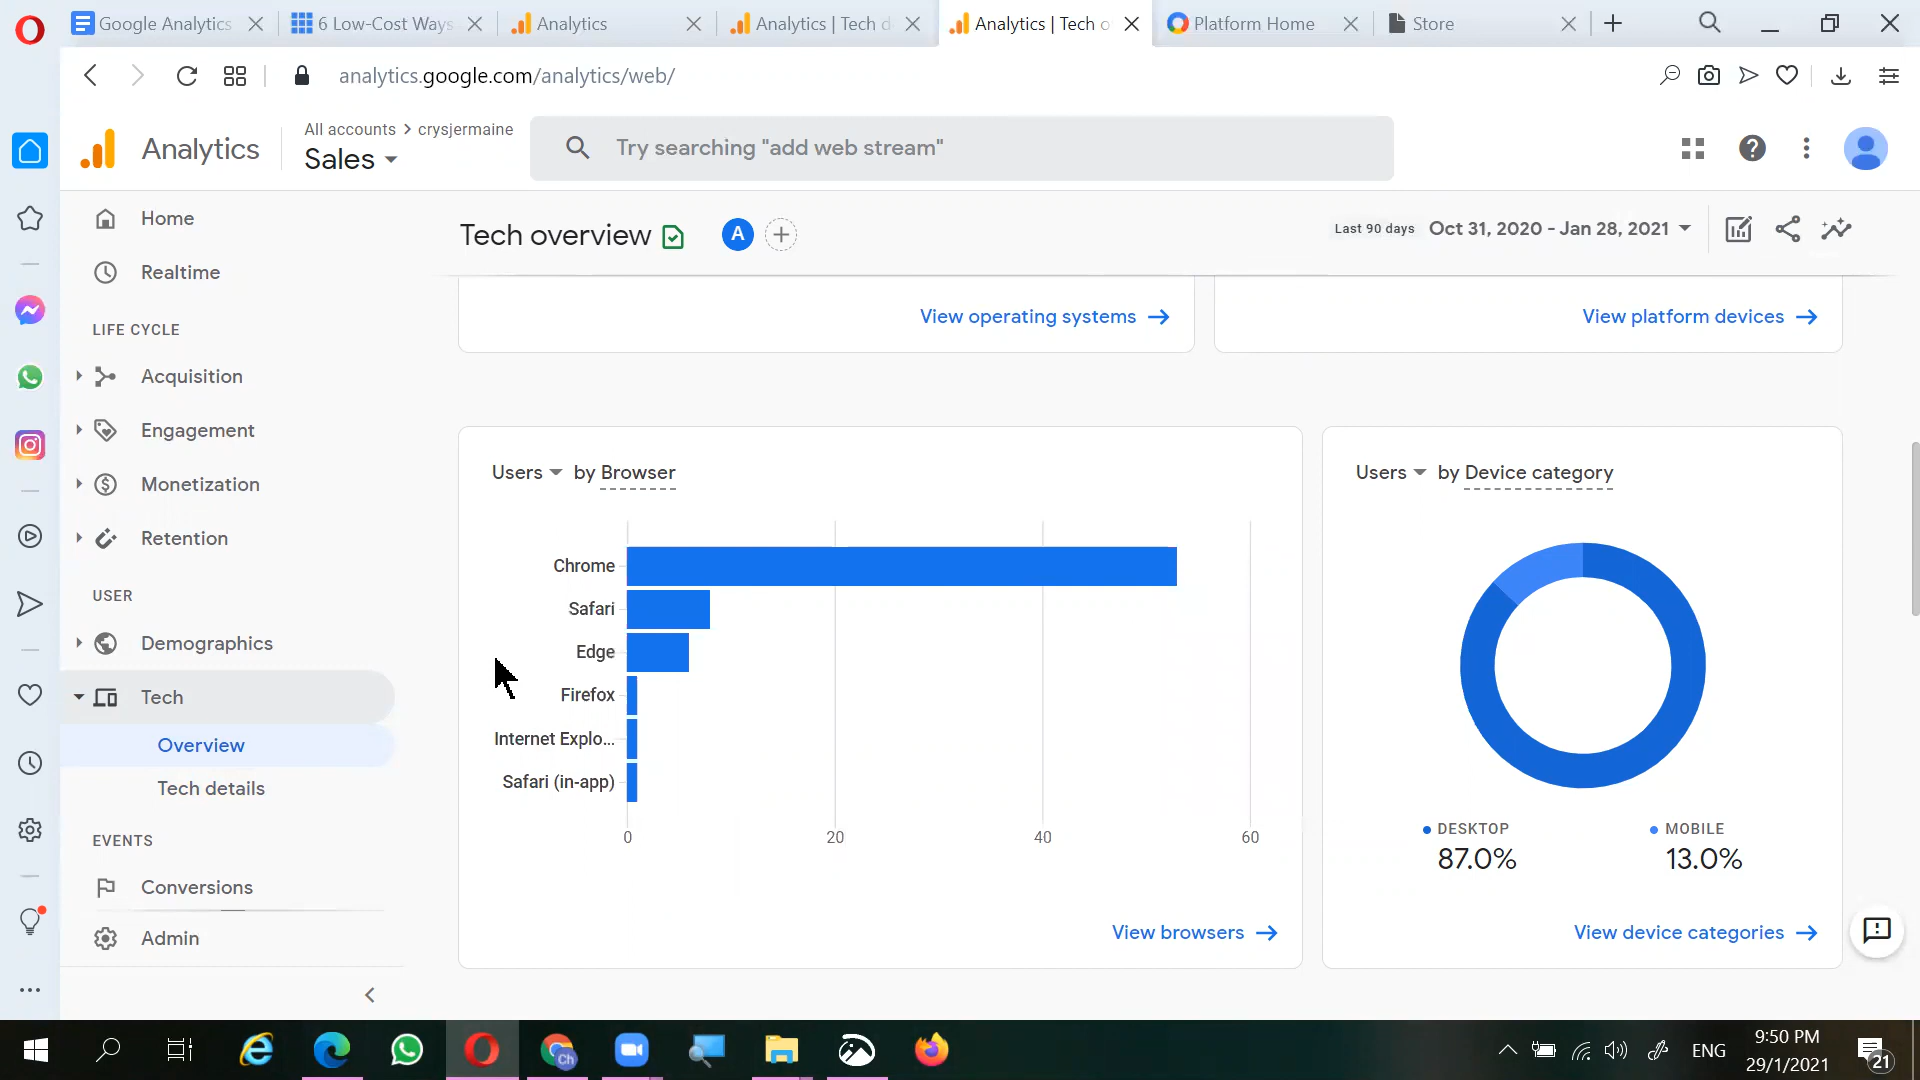 Google Analytics
6 Low-Cost Ways
Analytics
Analytics | Tech d
Analytics | Tech o
Platform Home
Store
analytics.google.com/analytics/web/
Analytics
All accounts > crysjermaine
Sales
Try searching "add web stream"
Home
Realtime
LIFE CYCLE
Acquisition
Engagement
Monetization
Retention
USER
Demographics
Tech
Overview
Tech details
EVENTS
Conversions
Admin
Tech overview
A
Last 90 days Oct 31, 2020 - Jan 28, 2021
View operating systems
View platform devices
Users by Browser
Chrome
Safari
Edge
Firefox
Internet Explo...
Safari (in-app)
0 20 40 60
View browsers
Users by Device category
DESKTOP
87.0%
MOBILE
13.0%
View device categories
Ch
ENG
9:50 PM
29/1/2021
21